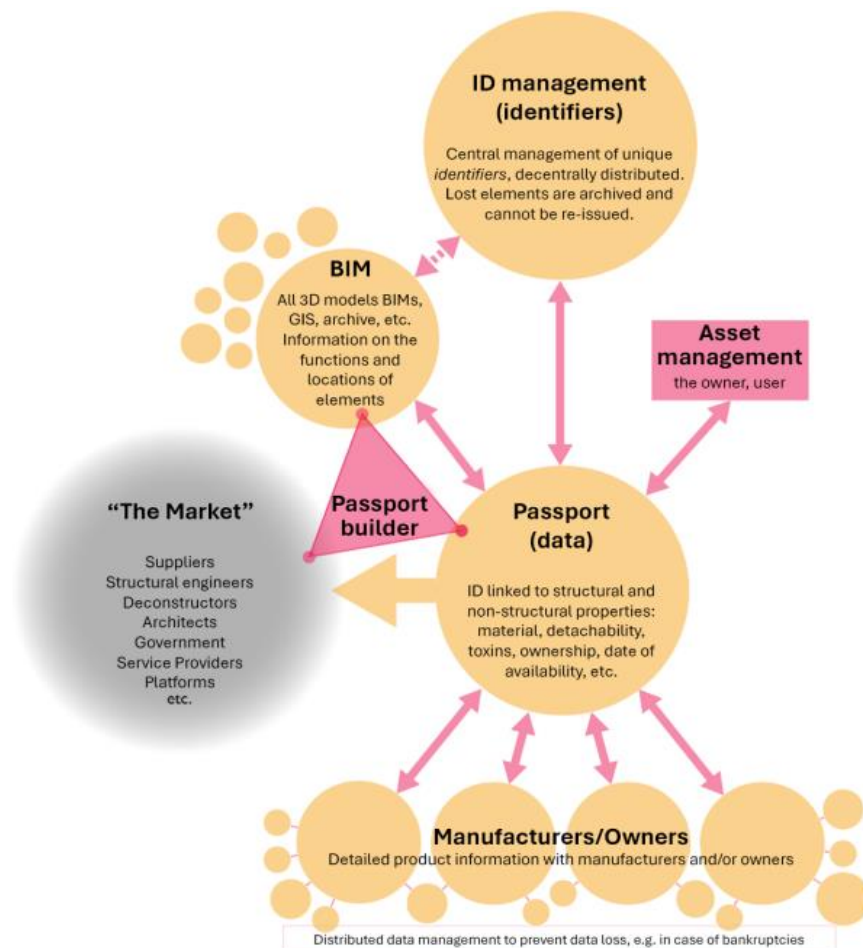 ID management
(identifiers)
Central management of unique
identifiers, decentrally distributed.
Lost elements are archived and
cannot be re-issued.
BIM
All 3D models BIMs,
GIS, archive, etc.
Information on the
functions and
locations of
elements
Asset
management
the owner, user
“The Market”
Suppliers
Structural engineers
Deconstructors
Architects
Government
Service Providers
Platforms
etc.
Passport
builder
Passport
(data)
ID linked to structural and
non-structural properties:
material, detachability,
toxins, ownership, date of
availability, etc.
Manufacturers/Owners
Detailed product information with manufacturers and/or owners
Distributed data management to prevent data loss, e.g. in case of bankruptcies